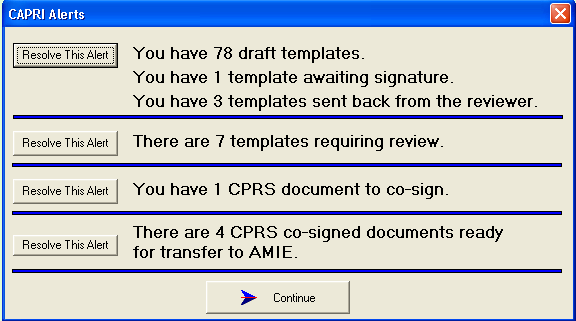 CAPRI Alerts
Resolve This Alert
You have 78 draft templates.
You have 1 template awaiting signature.
You have 3 templates sent back from the reviewer.
Resolve This Alert
There are 7 templates requiring review.
Resolve This Alert
You have 1 CPRS document to co-sign.
Resolve This Alert
There are 4 CPRS co-signed documents ready
for transfer to AMIE.
Continue